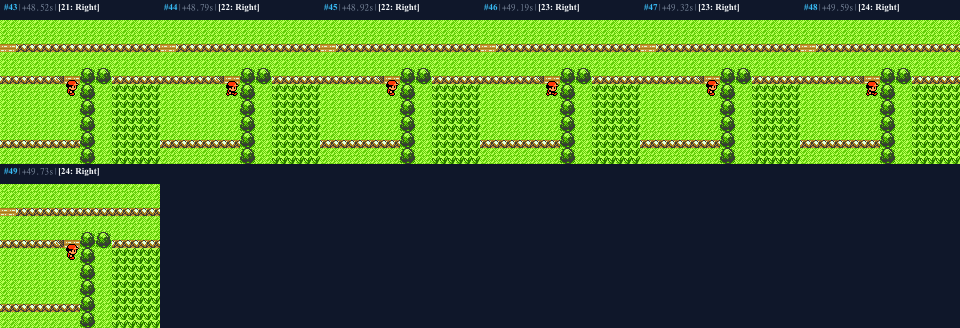 #43|+48.52s|[21: Right]
#44|+48.79s|[22: Right]
#45|+48.92s|[22: Right]
#46|+49.19s|[23: Right]
#47|+49.32s|[23: Right]
#48|+49.59s|[24: Right]
#49|+49.73s|[24: Right]